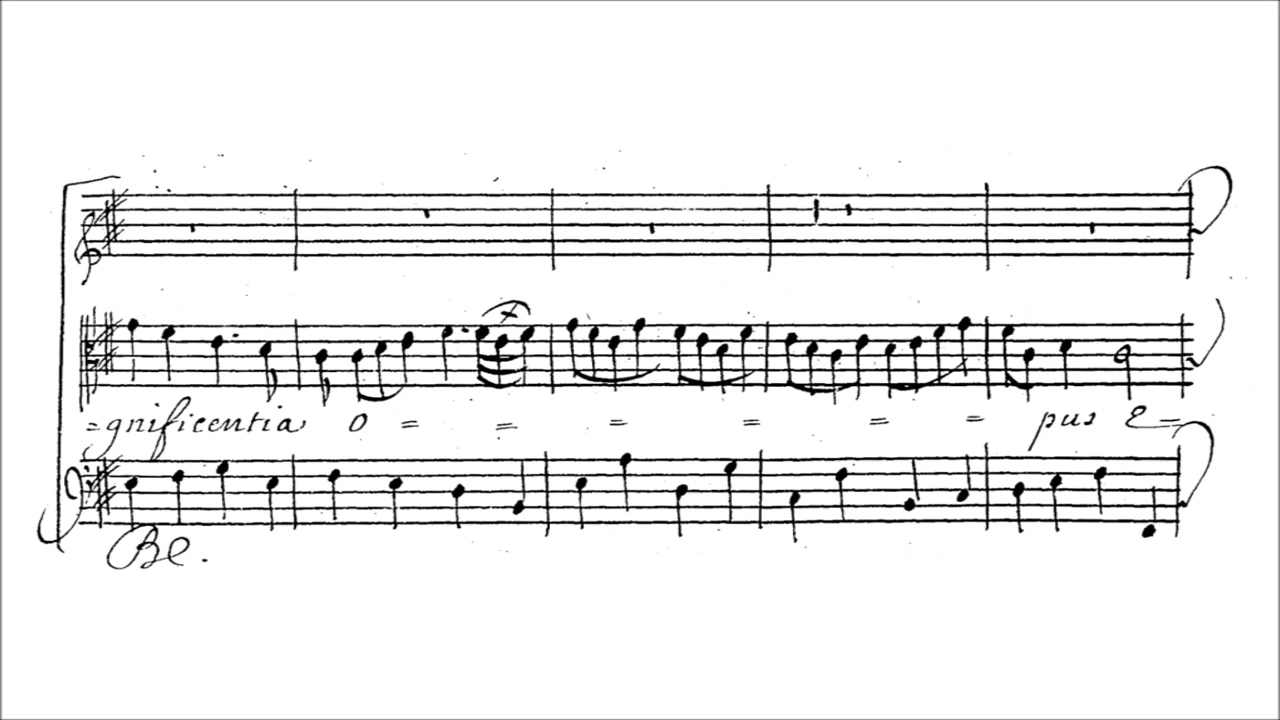 =gnificentia o = = = = = = pus e=
BC.